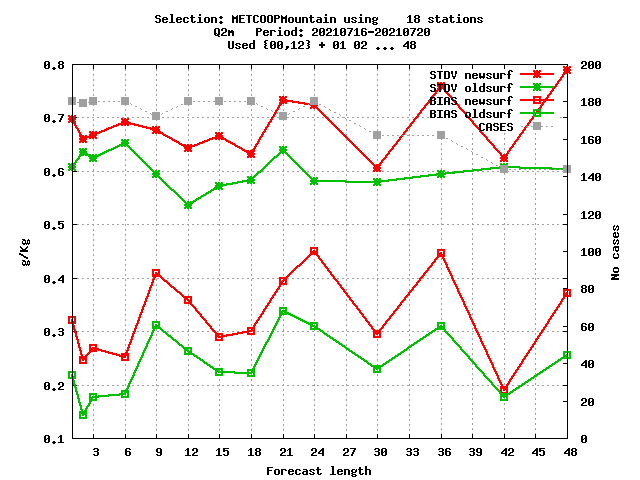 Selection: METCOOPMountain using    18 stations
Q2m   Period: 20210716-20210720
Used {00,12} + 01 02 ... 48
0,8
0,7
0,6
0,5
0,4
0,3
0,2
0,1
g/Kg
STDV newsurf
STDV oldsurf
BIAS newsurf
BIAS oldsurf
CASES
200
180
160
140
120
100
80
60
40
20
0
No cases
3 6 9 12 15 18 21 24 27 30 33 36 39 42 45 48
Forecast length